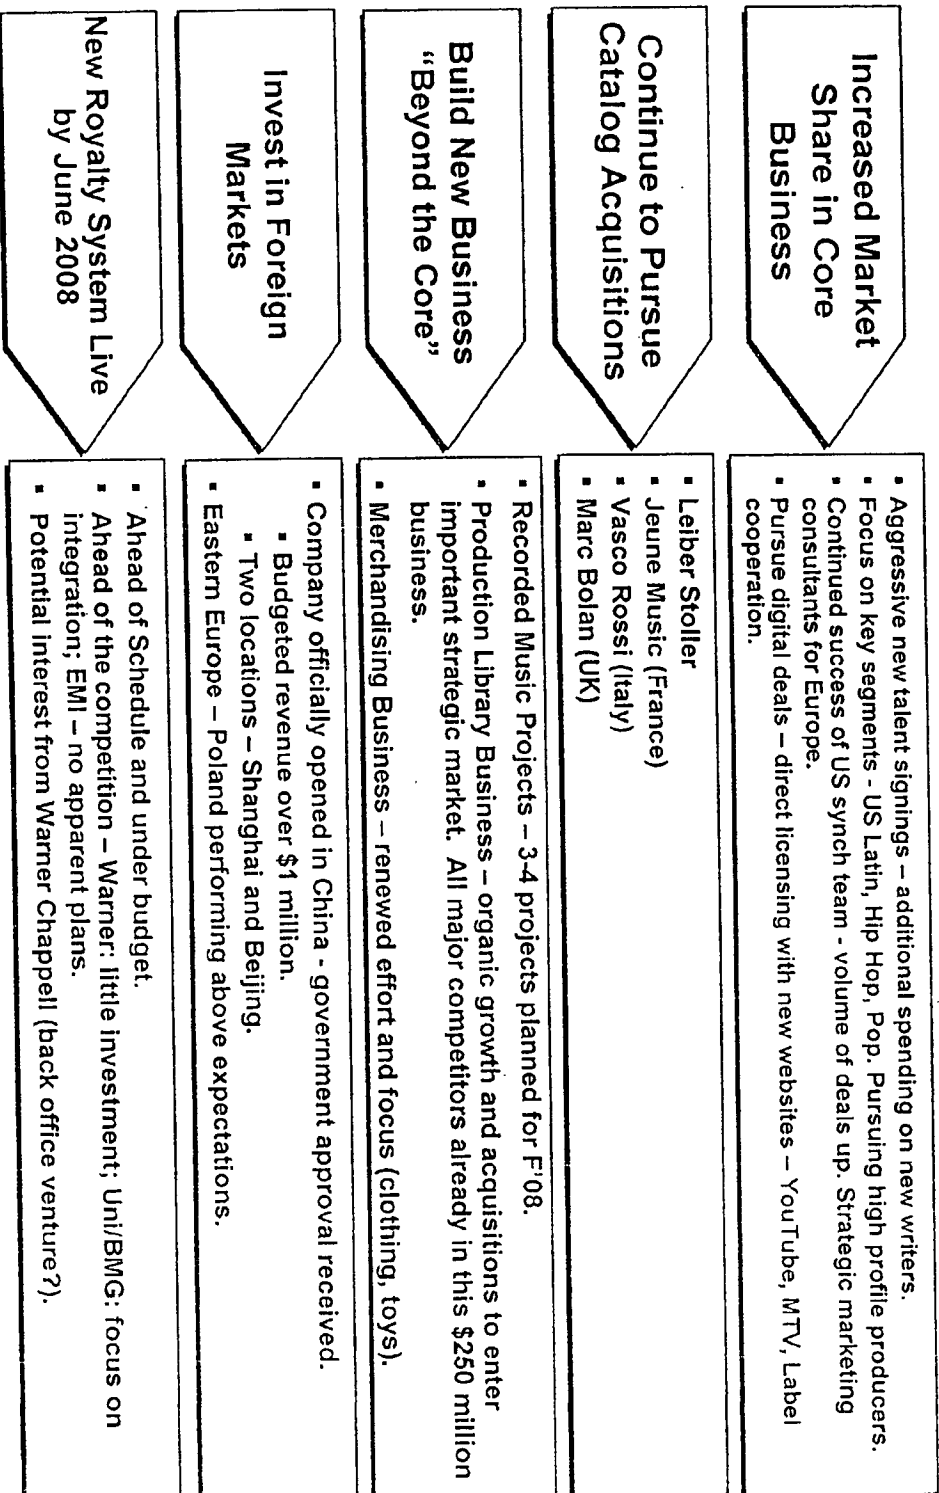 Increased Market
Share in Core
Business
▪ Aggressive new talent signings – additional spending on new writers.
▪ Focus on key segments - US Latin, Hip Hop, Pop. Pursuing high profile producers.
▪ Continued success of US synch team - volume of deals up. Strategic marketing
consultants for Europe.
▪ Pursue digital deals – direct licensing with new websites – YouTube, MTV, Label
cooperation.
Continue to Pursue
Catalog Acquisitions
▪ Leiber Stoller
▪ Jeune Music (France)
▪ Vasco Rossi (Italy)
▪ Marc Bolan (UK)
Build New Business
“Beyond the Core”
▪ Recorded Music Projects – 3-4 projects planned for F'08.
▪ Production Library Business – organic growth and acquisitions to enter
important strategic market. All major competitors already in this $250 million
business.
▪ Merchandising Business – renewed effort and focus (clothing, toys).
Invest in Foreign
Markets
▪ Company officially opened in China - government approval received.
▪ Budgeted revenue over $1 million.
▪ Two locations – Shanghai and Beijing.
▪ Eastern Europe – Poland performing above expectations.
New Royalty System Live
by June 2008
▪ Ahead of Schedule and under budget.
▪ Ahead of the competition – Warner: little investment; Uni/BMG: focus on
integration; EMI – no apparent plans.
▪ Potential interest from Warner Chappell (back office venture?).